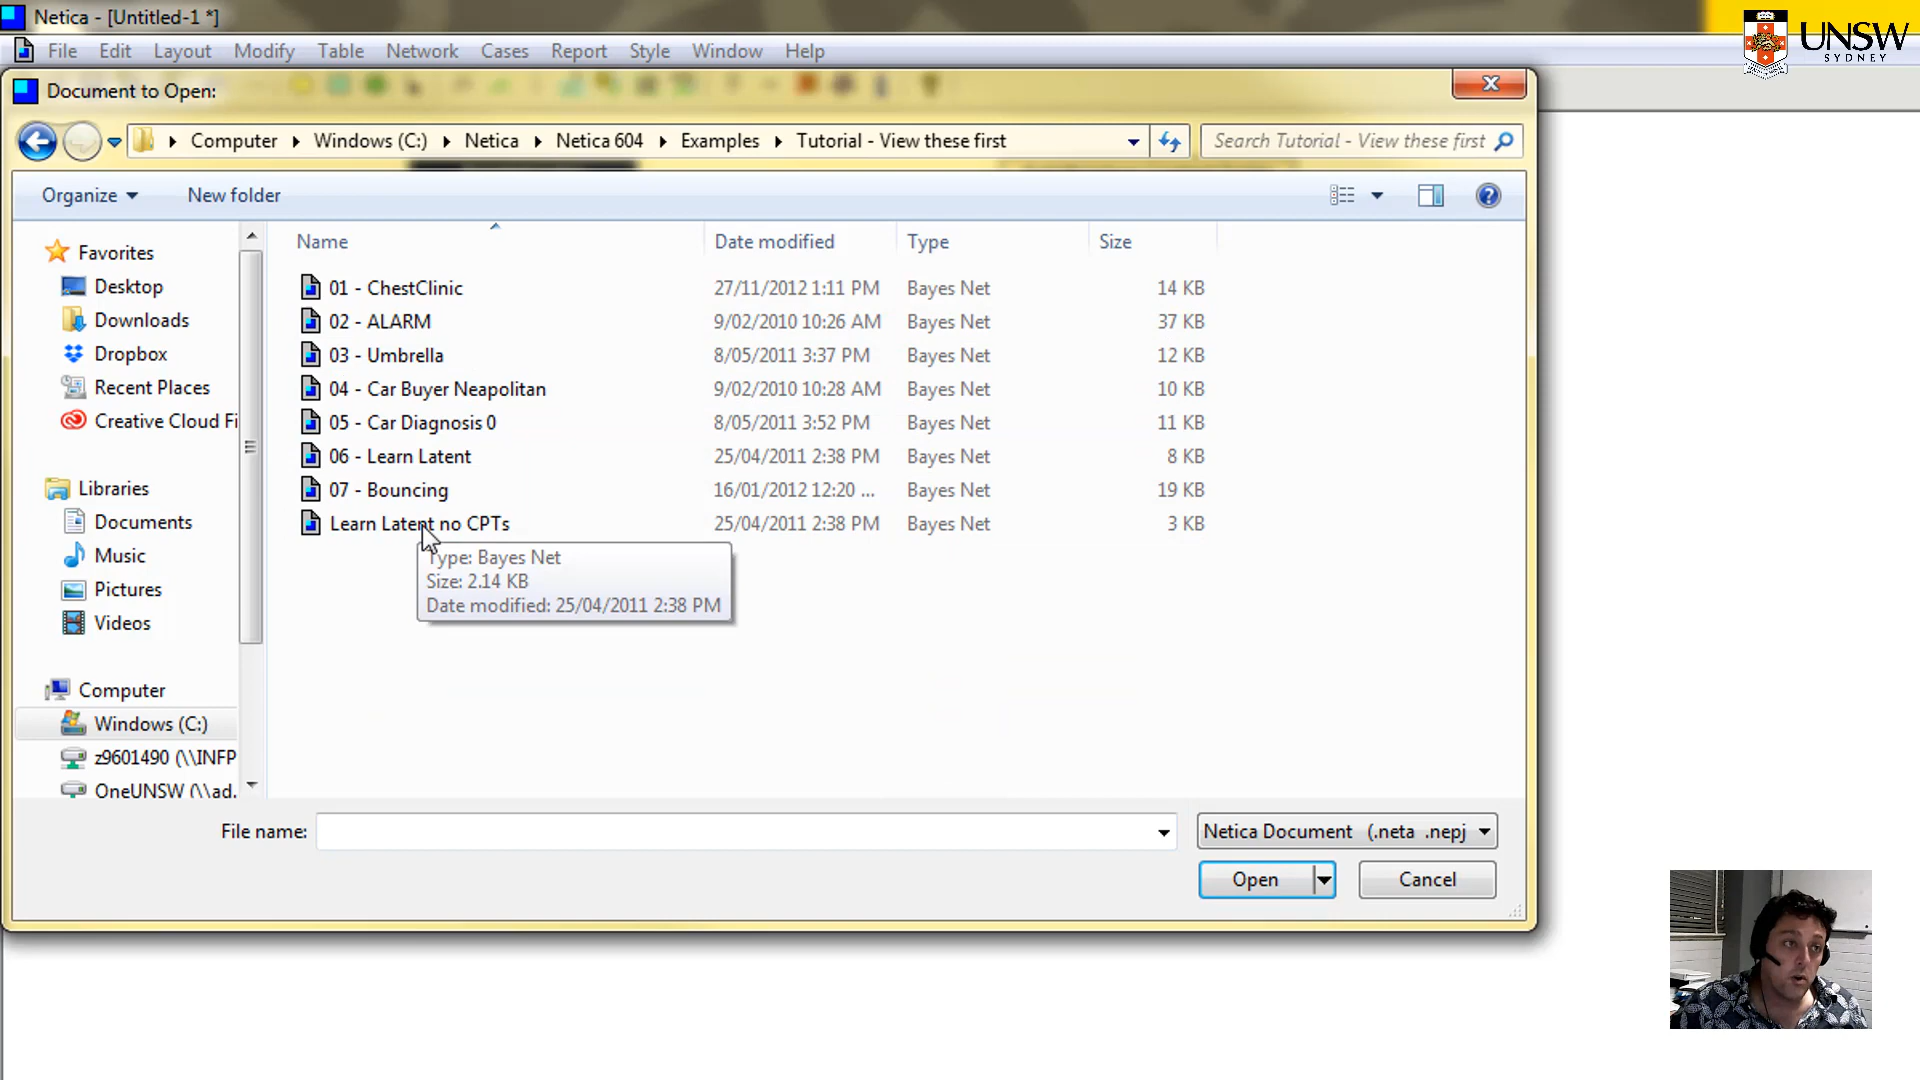 Netica - [Untitled-1 *]
File Edit Layout Modify Table Network Cases Report Style Window Help
UNSW
SYDNEY
Document to Open:
Computer Windows (C:) Netica Netica 604 Examples Tutorial - View these first
Search Tutorial - View these first
Organize New folder
Name Date modified Type Size
01 - ChestClinic 27/11/2012 1:11 PM Bayes Net 14 KB
02 - ALARM 9/02/2010 10:26 AM Bayes Net 37 KB
03 - Umbrella 8/05/2011 3:37 PM Bayes Net 12 KB
04 - Car Buyer Neapolitan 9/02/2010 10:28 AM Bayes Net 10 KB
05 - Car Diagnosis 0 8/05/2011 3:52 PM Bayes Net 11 KB
06 - Learn Latent 25/04/2011 2:38 PM Bayes Net 8 KB
07 - Bouncing 16/01/2012 12:20 ... Bayes Net 19 KB
Learn Latent no CPTs 25/04/2011 2:38 PM Bayes Net 3 KB
Type: Bayes Net
Size: 2.14 KB
Date modified: 25/04/2011 2:38 PM
Favorites
Desktop
Downloads
Dropbox
Recent Places
Creative Cloud Fi
Libraries
Documents
Music
Pictures
Videos
Computer
Windows (C:)
z9601490 (\\INFP
OneUNSW (\\ad.
File name:
Netica Document (.neta .nepj
Open Cancel